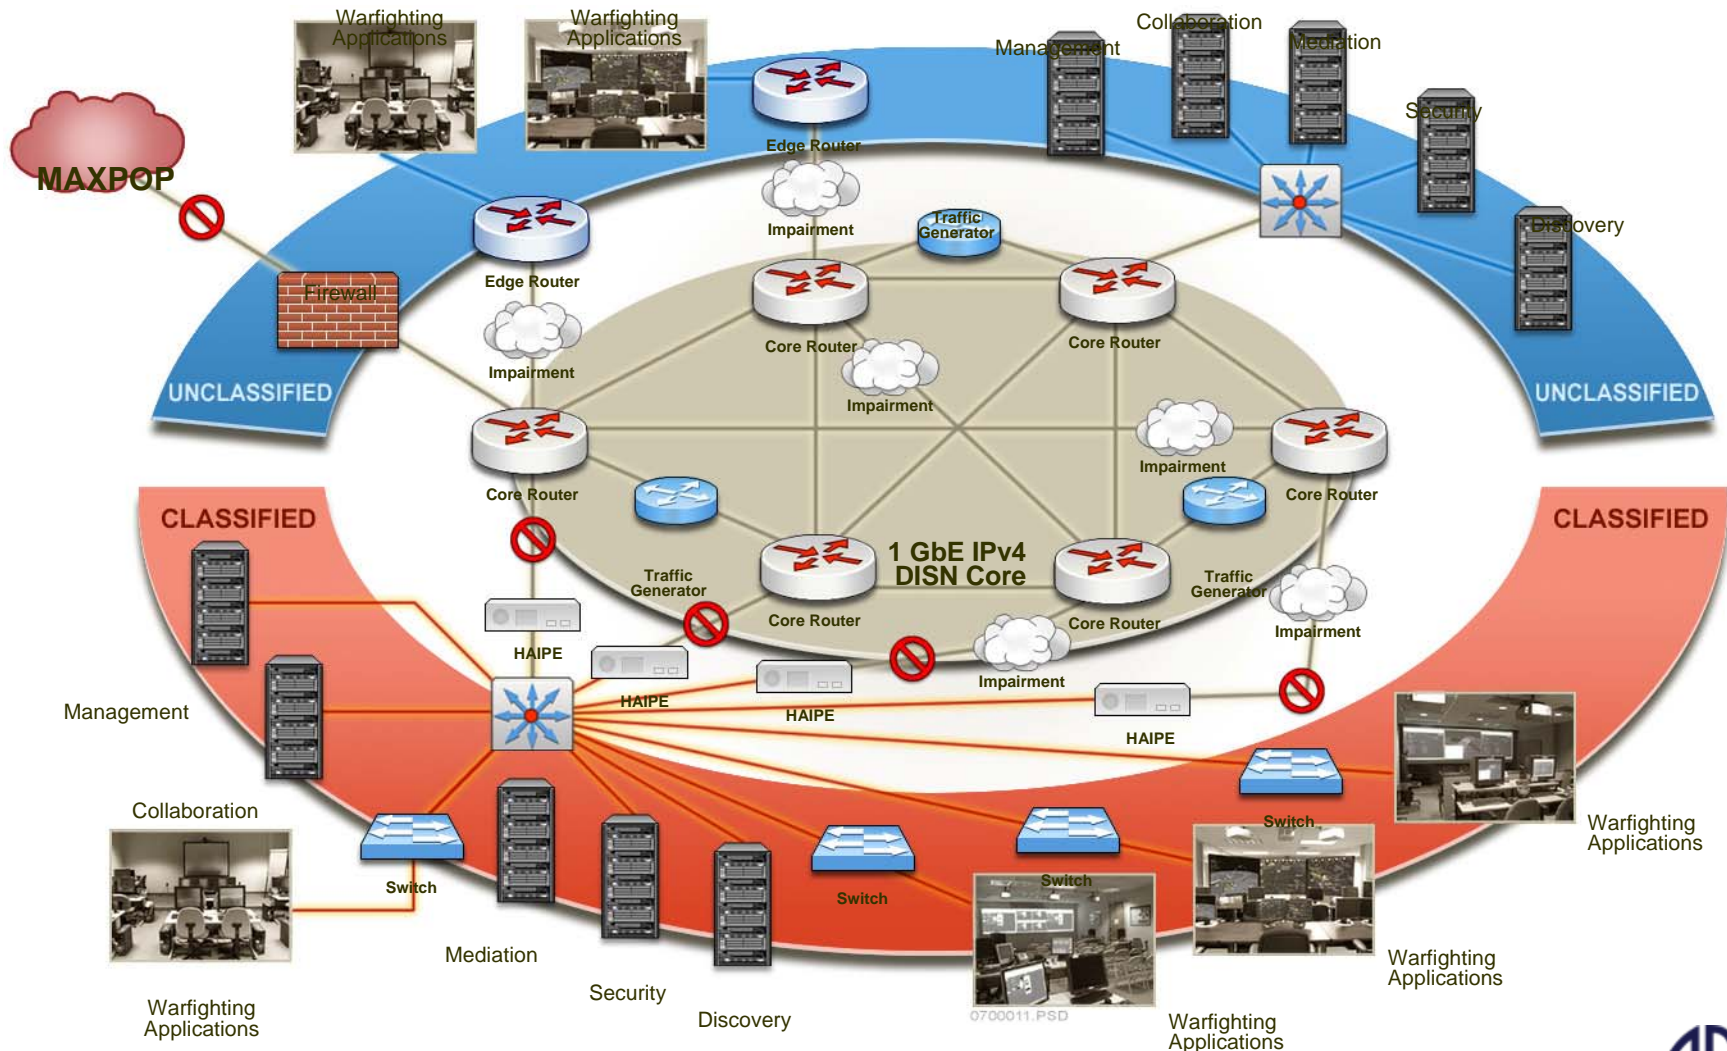 Warfighting
Applications
Warfighting
Applications
Collaboration
Management
Mediation
Security
Discovery
MAXPOP
Edge Router
Impairment
Traffic
Generator
Edge Router
Firewall
Core Router
Core Router
Impairment
Impairment
UNCLASSIFIED
UNCLASSIFIED
Impairment
Core Router
Core Router
CLASSIFIED
CLASSIFIED
1 GbE IPv4
DISN Core
Traffic
Generator
Traffic
Generator
Core Router
Core Router
Impairment
HAIPE
Impairment
HAIPE
HAIPE
HAIPE
Management
Collaboration
Switch
Switch
Switch
Switch
Warfighting
Applications
Mediation
Security
Discovery
Warfighting
Applications
Warfighting
Applications
Warfighting
Applications
0700011.PSD